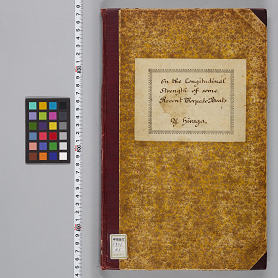 On the Longitudinal
Strength of some
Recent Torpedo Boats
Y. Hiraga.